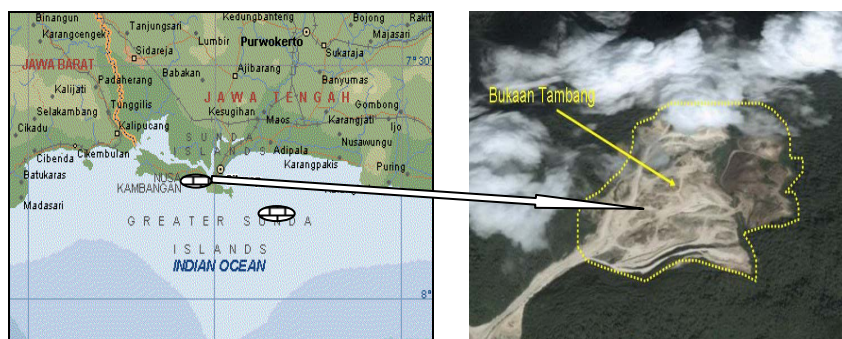 Binangun
Tanjungsari
Kedungbanteng
Bojong
Rakit
Karangcengek
Lumbir
Purwokerto
Majasari
Sidareja
Sukaraja
7°30
JAWA BARAT
Babakan
Ajibarang
Padaherang
Banyumas
Kalijati
JAWA TENGAH
Tunggilis
Gombong
Selakambang
Kesugihan
Maos
Karangjati
Ijo
Cikadu
Kalipucang
SUNDA
Nusawungu
Cibenda
Cikembulan
ISLANDS
Adipala
Karangpakis
Puring
Batukaras
NUSA
KAMBANGAN
Madasari
GREATER SUNDA
ISLANDS
INDIAN OCEAN
8°
Bukaan Tambang